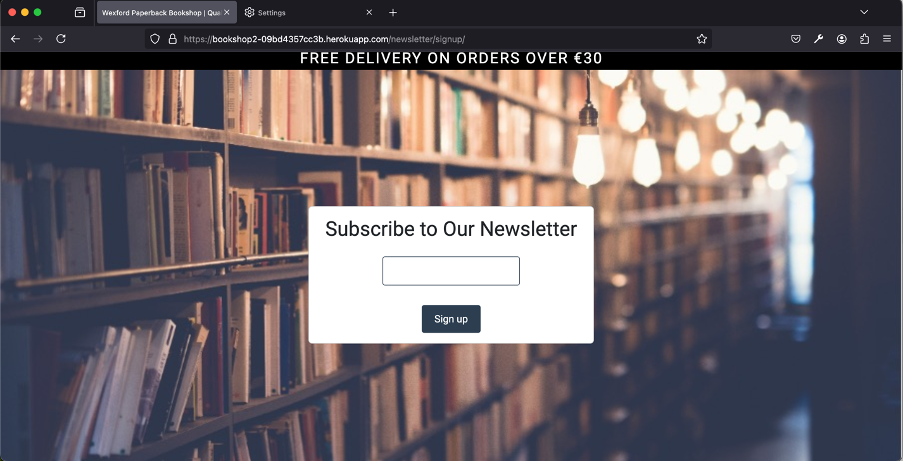 Wexford Paperback Bookshop | Qua
Settings
https://bookshop2-09bd4357cc3b.herokuapp.com/newsletter/signup/
FREE DELIVERY ON ORDERS OVER €30
Subscribe to Our Newsletter
Sign up